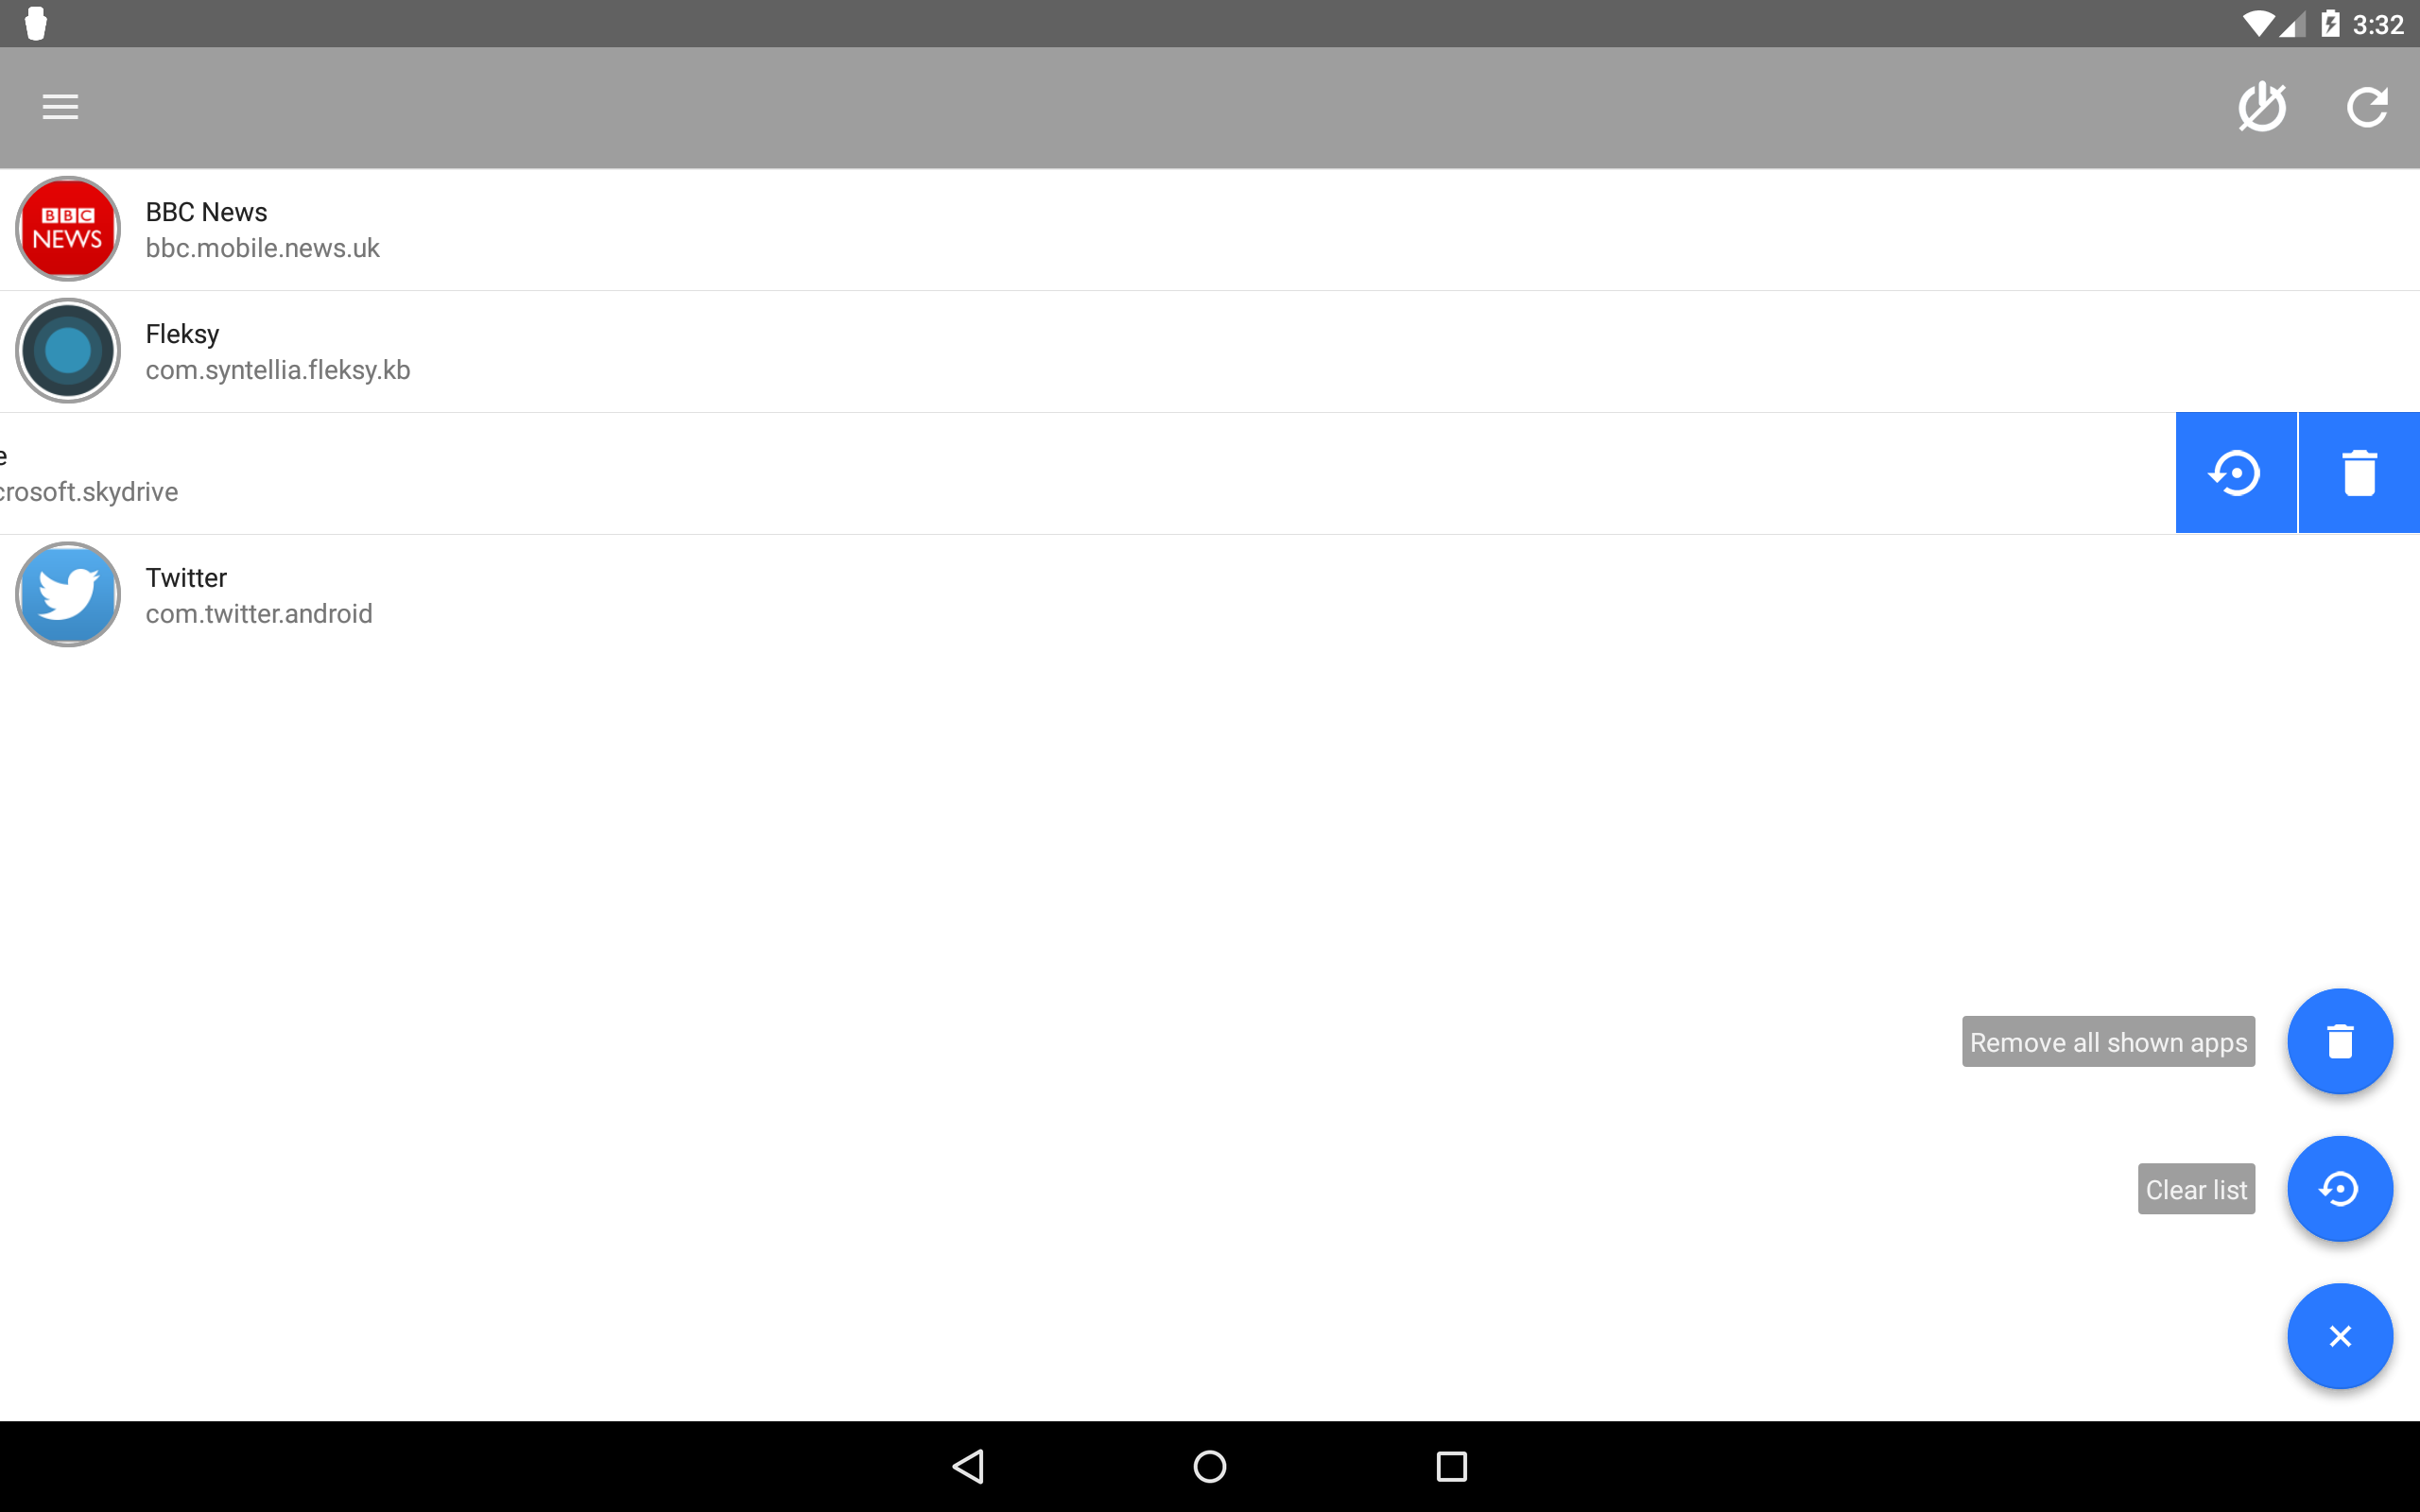 3:32
BBC
NEWS
BBC News
bbc.mobile.news.uk
Fleksy
com.syntellia.fleksy.kb
e
crosoft.skydrive
Twitter
com.twitter.android
Remove all shown apps
Clear list